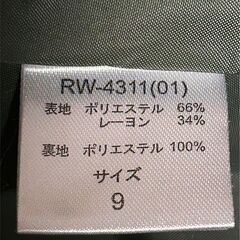 RW-4311(01)
表地 ポリエステル 66%
レーヨン 34%
裏地 ポリエステル 100%
サイズ
9